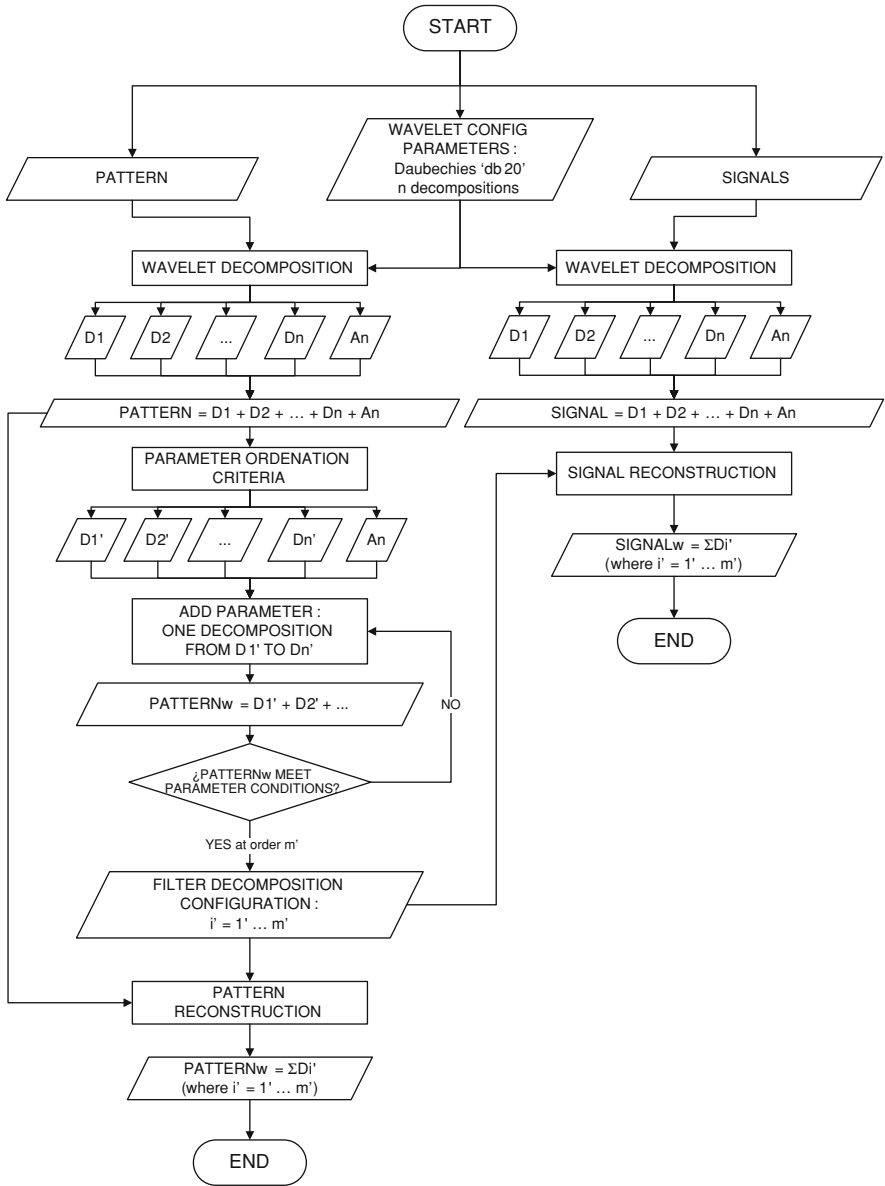 START
WAVELET CONFIG
PARAMETERS :
Daubechies ‘db 20’
n decompositions
PATTERN
SIGNALS
WAVELET DECOMPOSITION
WAVELET DECOMPOSITION
D1
D2
...
Dn
An
D1
D2
...
Dn
An
PATTERN = D1 + D2 + … + Dn + An
SIGNAL = D1 + D2 + … + Dn + An
PARAMETER ORDENATION
CRITERIA
SIGNAL RECONSTRUCTION
D1'
D2'
...
Dn’
An
SIGNALw = ΣDi'
(where i’ = 1' … m’)
ADD PARAMETER :
ONE DECOMPOSITION
FROM D1' TO Dn’
END
PATTERNw = D1' + D2' + ...
NO
¿PATTERNw MEET
PARAMETER CONDITIONS?
YES at order m’
FILTER DECOMPOSITION
CONFIGURATION :
i’ = 1' … m’
PATTERN
RECONSTRUCTION
PATTERNw = ΣDi'
(where i’ = 1' … m’)
END